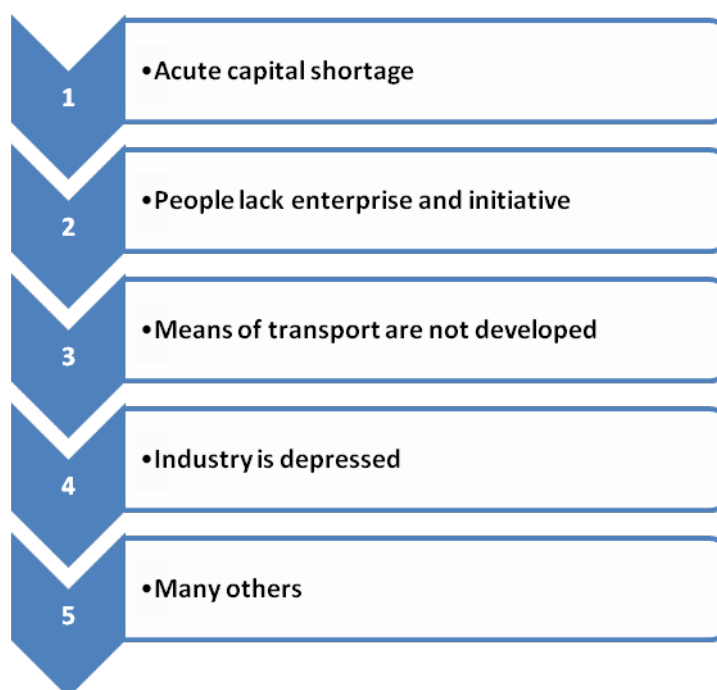 1
•Acute capital shortage
2
•People lack enterprise and initiative
3
•Means of transport are not developed
4
•Industry is depressed
5
•Many others